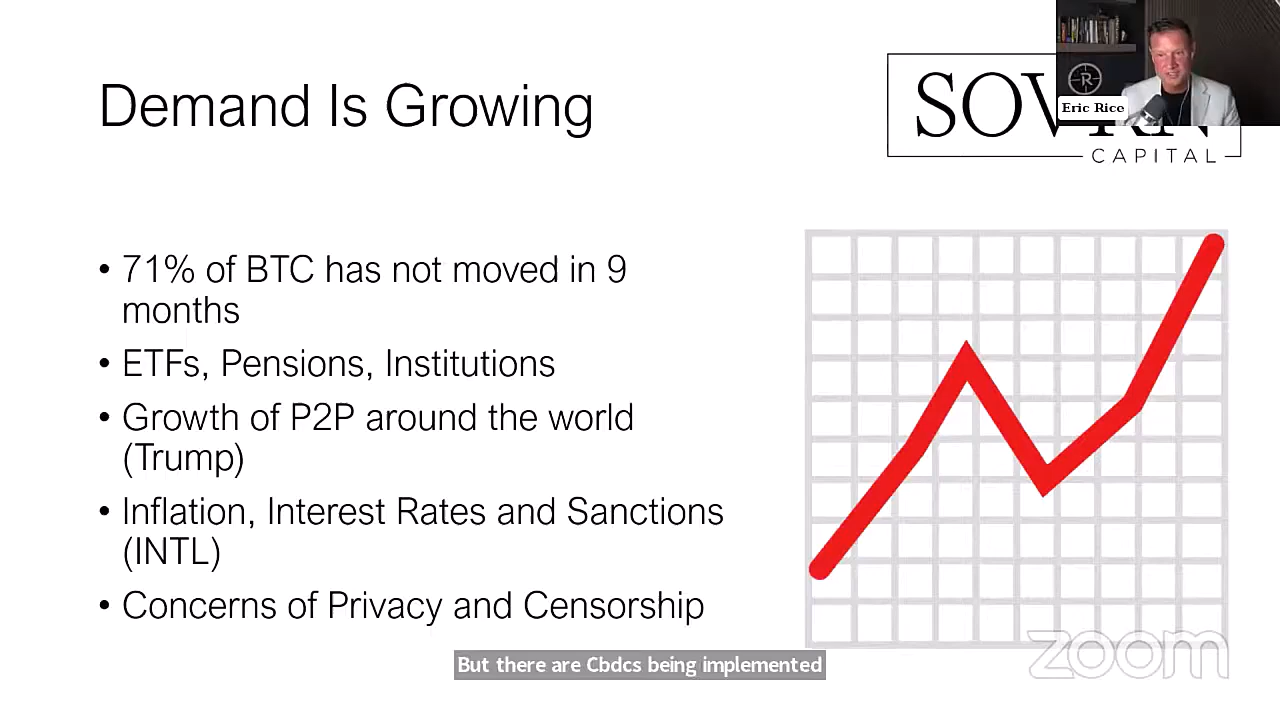 Demand Is Growing
SOV
CAPITAL
R
Eric Rice
• 71% of BTC has not moved in 9
months
• ETFs, Pensions, Institutions
• Growth of P2P around the world
(Trump)
• Inflation, Interest Rates and Sanctions
(INTL)
• Concerns of Privacy and Censorship
zoom
But there are Cbdcs being implemented